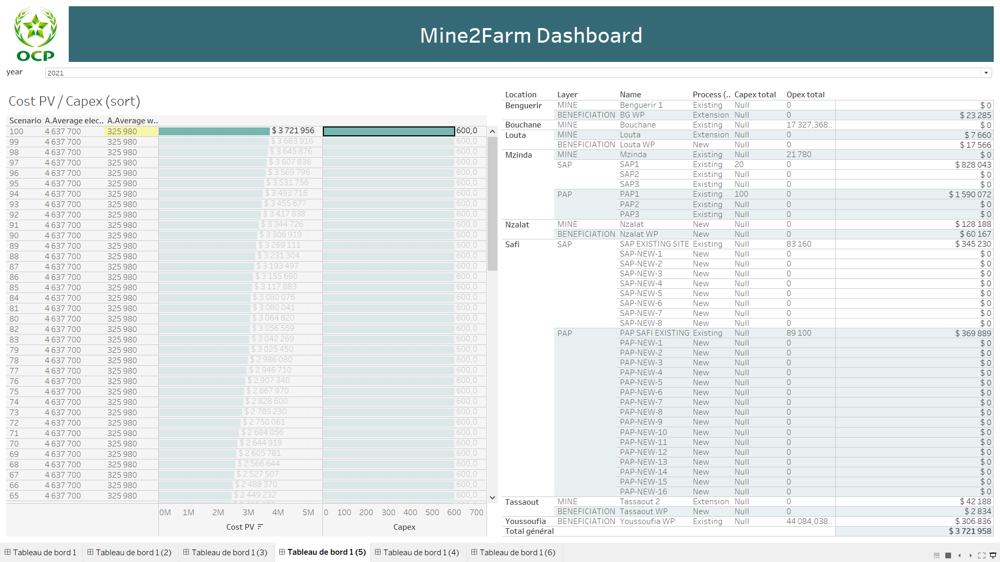 OCP
Mine2Farm Dashboard
year
2021
Cost PV / Capex (sort)
Scenario A.Average elec.. A.Average w..
100 4 637 700 325 980 $ 3 721 956 600,0
99 4 637 700 325 980 $ 3 683 916 600,0
98 4 637 700 325 980 $ 3 645 876 600,0
97 4 637 700 325 980 $ 3 607 836 600,0
96 4 637 700 325 980 $ 3 569 796 600,0
95 4 637 700 325 980 $ 3 531 756 600,0
94 4 637 700 325 980 $ 3 493 716 600,0
93 4 637 700 325 980 $ 3 455 677 600,0
92 4 637 700 325 980 $ 3 417 838 600,0
91 4 637 700 325 980 $ 3 344 726 600,0
90 4 637 700 325 980 $ 3 306 919 600,0
89 4 637 700 325 980 $ 3 269 111 600,0
88 4 637 700 325 980 $ 3 231 304 600,0
87 4 637 700 325 980 $ 3 193 497 600,0
86 4 637 700 325 980 $ 3 155 690 600,0
85 4 637 700 325 980 $ 3 117 883 600,0
84 4 637 700 325 980 $ 3 080 076 600,0
81 4 637 700 325 980 $ 3 080 041 600,0
80 4 637 700 325 980 $ 3 064 820 600,0
82 4 637 700 325 980 $ 3 056 559 600,0
83 4 637 700 325 980 $ 3 042 269 600,0
79 4 637 700 325 980 $ 3 025 450 600,0
78 4 637 700 325 980 $ 2 986 080 600,0
77 4 637 700 325 980 $ 2 946 710 600,0
76 4 637 700 325 980 $ 2 907 340 600,0
75 4 637 700 325 980 $ 2 867 970 600,0
74 4 637 700 325 980 $ 2 828 600 600,0
73 4 637 700 325 980 $ 2 789 230 600,0
72 4 637 700 325 980 $ 2 750 061 600,0
71 4 637 700 325 980 $ 2 684 056 600,0
70 4 637 700 325 980 $ 2 644 919 600,0
69 4 637 700 325 980 $ 2 605 781 600,0
68 4 637 700 325 980 $ 2 566 644 600,0
67 4 637 700 325 980 $ 2 527 507 600,0
66 4 637 700 325 980 $ 2 488 370 600,0
65 4 637 700 325 980 $ 2 449 232 600,0
0M 1M 2M 3M 4M 5M 0 100 200 300 400 500 600 700
Cost PV Capex
Location Layer Name Process (.. Capex total Opex total
Benguerir MINE Benguerir 1 Existing Null 0 $ 0
BENEFICIATION BG WP Extension Null 0 $ 23 285
Bouchane MINE Bouchane Existing Null 17 327,368.. $ 0
Louta MINE Louta Extension Null 0 $ 7 660
BENEFICIATION Louta WP New Null 0 $ 17 566
Mzinda MINE Mzinda Existing Null 21 780 $ 0
SAP SAP1 Existing 20 0 $ 828 043
SAP2 Existing Null 0 $ 0
SAP3 Existing Null 0 $ 0
PAP PAP1 Existing 100 0 $ 1 590 072
PAP2 Existing Null 0 $ 0
PAP3 Existing Null 0 $ 0
Nzalat MINE Nzalat New Null 0 $ 128 188
BENEFICIATION Nzalat WP New Null 0 $ 60 167
Safi SAP SAP EXISTING SITE Existing Null 83 160 $ 345 230
SAP-NEW-1 New Null 0 $ 0
SAP-NEW-2 New Null 0 $ 0
SAP-NEW-3 New Null 0 $ 0
SAP-NEW-4 New Null 0 $ 0
SAP-NEW-5 New Null 0 $ 0
SAP-NEW-6 New Null 0 $ 0
SAP-NEW-7 New Null 0 $ 0
SAP-NEW-8 New Null 0 $ 0
PAP PAP SAFI EXISTING Existing Null 89 100 $ 369 889
PAP-NEW-1 New Null 0 $ 0
PAP-NEW-2 New Null 0 $ 0
PAP-NEW-3 New Null 0 $ 0
PAP-NEW-4 New Null 0 $ 0
PAP-NEW-5 New Null 0 $ 0
PAP-NEW-6 New Null 0 $ 0
PAP-NEW-7 New Null 0 $ 0
PAP-NEW-8 New Null 0 $ 0
PAP-NEW-9 New Null 0 $ 0
PAP-NEW-10 New Null 0 $ 0
PAP-NEW-11 New Null 0 $ 0
PAP-NEW-12 New Null 0 $ 0
PAP-NEW-13 New Null 0 $ 0
PAP-NEW-14 New Null 0 $ 0
PAP-NEW-15 New Null 0 $ 0
PAP-NEW-16 New Null 0 $ 0
Tassaout MINE Tassaout 2 Extension Null 0 $ 42 188
BENEFICIATION Tassaout WP New Null 0 $ 2 834
Youssoufia BENEFICIATION Youssoufia WP Existing Null 44 084,038.. $ 306 836
Total général $ 3 721 958
Tableau de bord 1 Tableau de bord 1 (2) Tableau de bord 1 (3) Tableau de bord 1 (5) Tableau de bord 1 (4) Tableau de bord 1 (6)